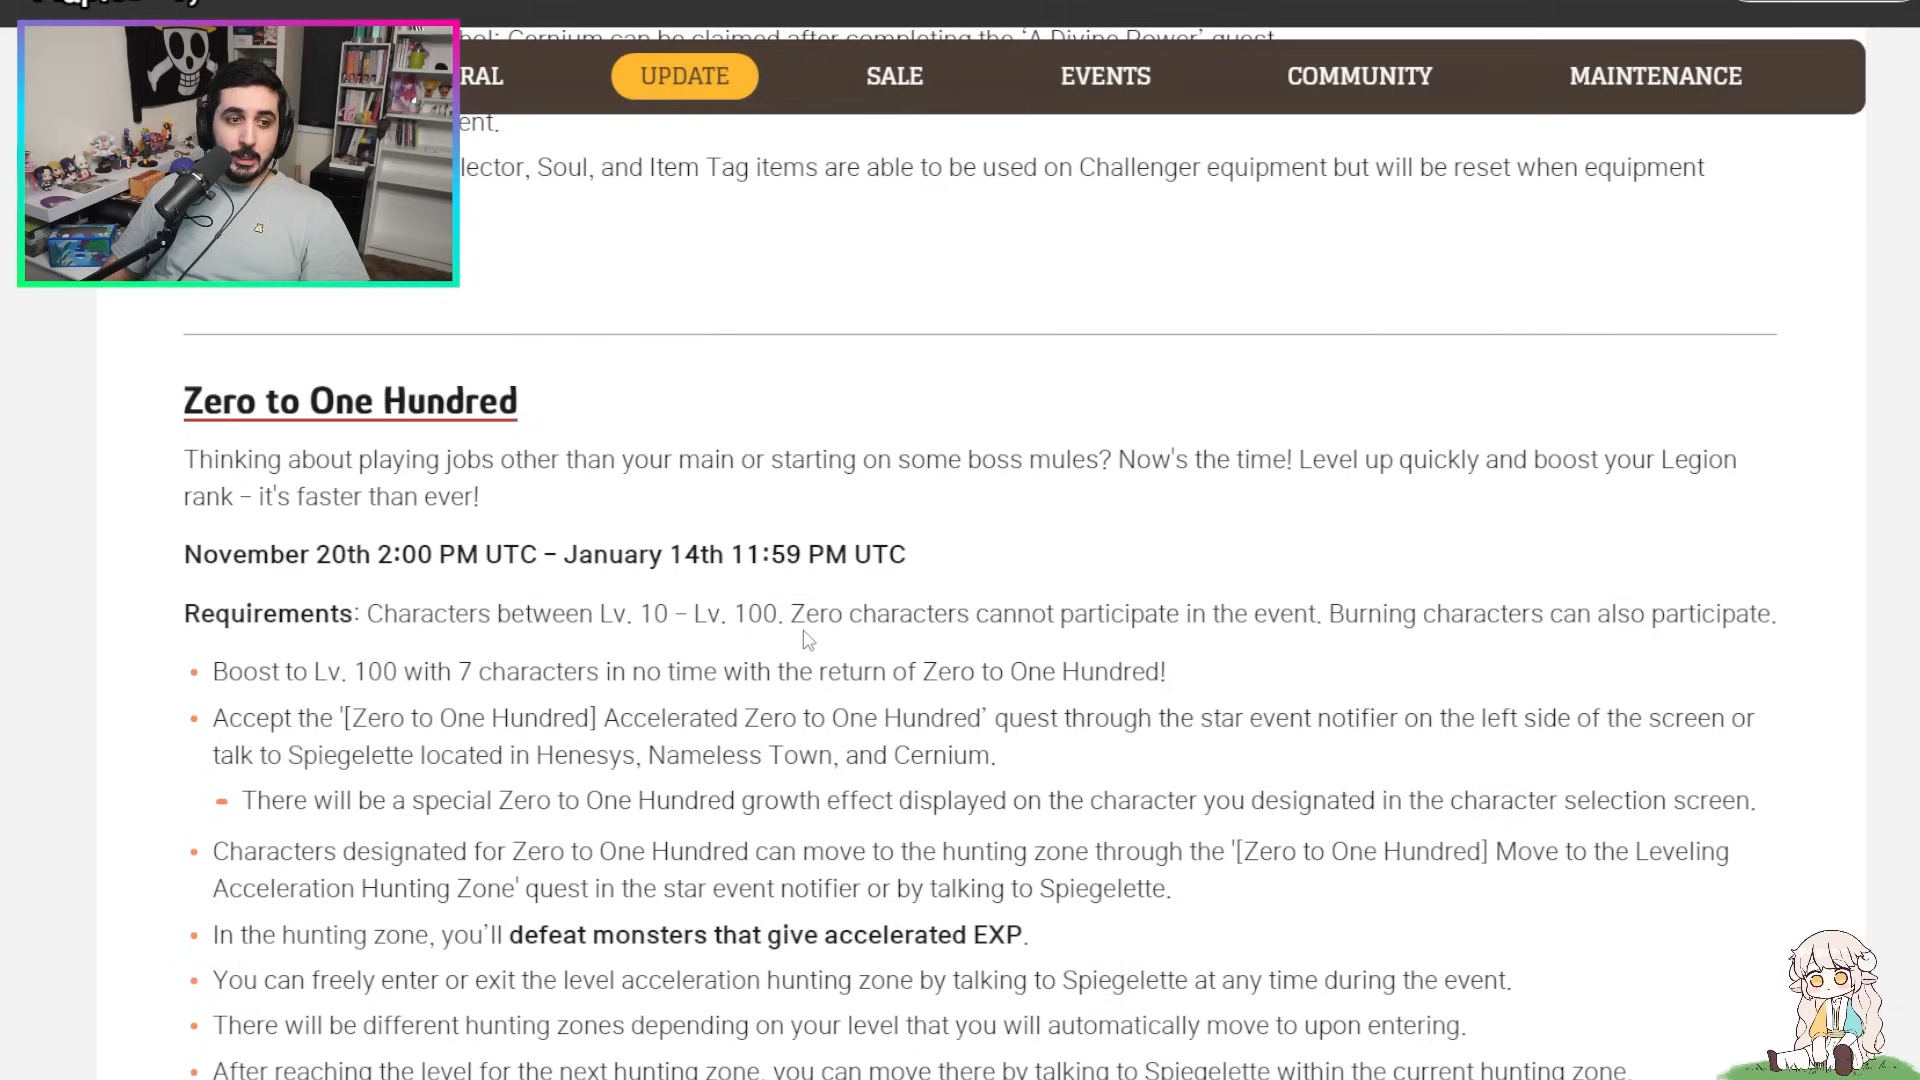 bol: Cernium can be claimed after completing the 'A Divine Power' quest.
RAL UPDATE SALE EVENTS COMMUNITY MAINTENANCE
ent.
lector, Soul, and Item Tag items are able to be used on Challenger equipment but will be reset when equipment
Zero to One Hundred
Thinking about playing jobs other than your main or starting on some boss mules? Now's the time! Level up quickly and boost your Legion
rank – it's faster than ever!
November 20th 2:00 PM UTC – January 14th 11:59 PM UTC
Requirements: Characters between Lv. 10 – Lv. 100. Zero characters cannot participate in the event. Burning characters can also participate.
• Boost to Lv. 100 with 7 characters in no time with the return of Zero to One Hundred!
• Accept the '[Zero to One Hundred] Accelerated Zero to One Hundred’ quest through the star event notifier on the left side of the screen or
talk to Spiegelette located in Henesys, Nameless Town, and Cernium.
- There will be a special Zero to One Hundred growth effect displayed on the character you designated in the character selection screen.
• Characters designated for Zero to One Hundred can move to the hunting zone through the '[Zero to One Hundred] Move to the Leveling
Acceleration Hunting Zone' quest in the star event notifier or by talking to Spiegelette.
• In the hunting zone, you’ll defeat monsters that give accelerated EXP.
• You can freely enter or exit the level acceleration hunting zone by talking to Spiegelette at any time during the event.
• There will be different hunting zones depending on your level that you will automatically move to upon entering.
• After reaching the level for the next hunting zone, you can move there by talking to Spiegelette within the current hunting zone.